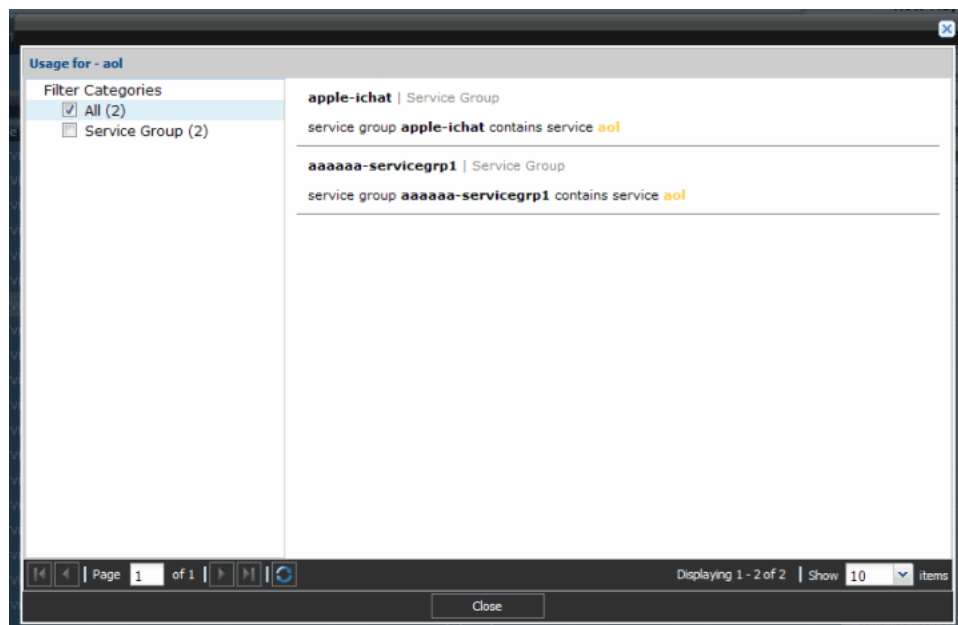 Usage for - aol
Filter Categories
All (2)
Service Group (2)
apple-ichat | Service Group
service group apple-ichat contains service aol
aaaaaa-servicegrp1 | Service Group
service group aaaaaa-servicegrp1 contains service aol
Page 1 of 1 Displaying 1 - 2 of 2 Show 10 items
Close